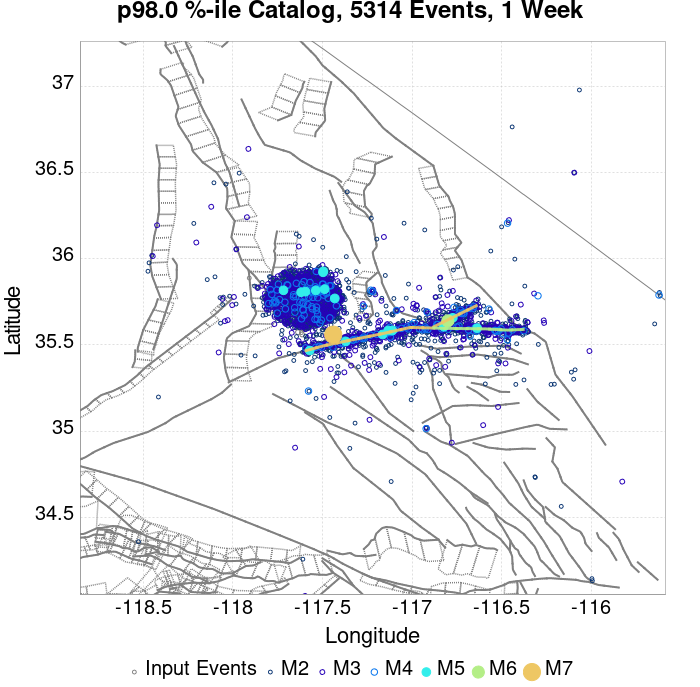 p98.0 %-ile Catalog, 5314 Events, 1 Week
37
36.5
36
35.5
35
34.5
Latitude
-118.5 -118 -117.5 -117 -116.5 -116
Longitude
Input Events M2 M3 M4 M5 M6 M7